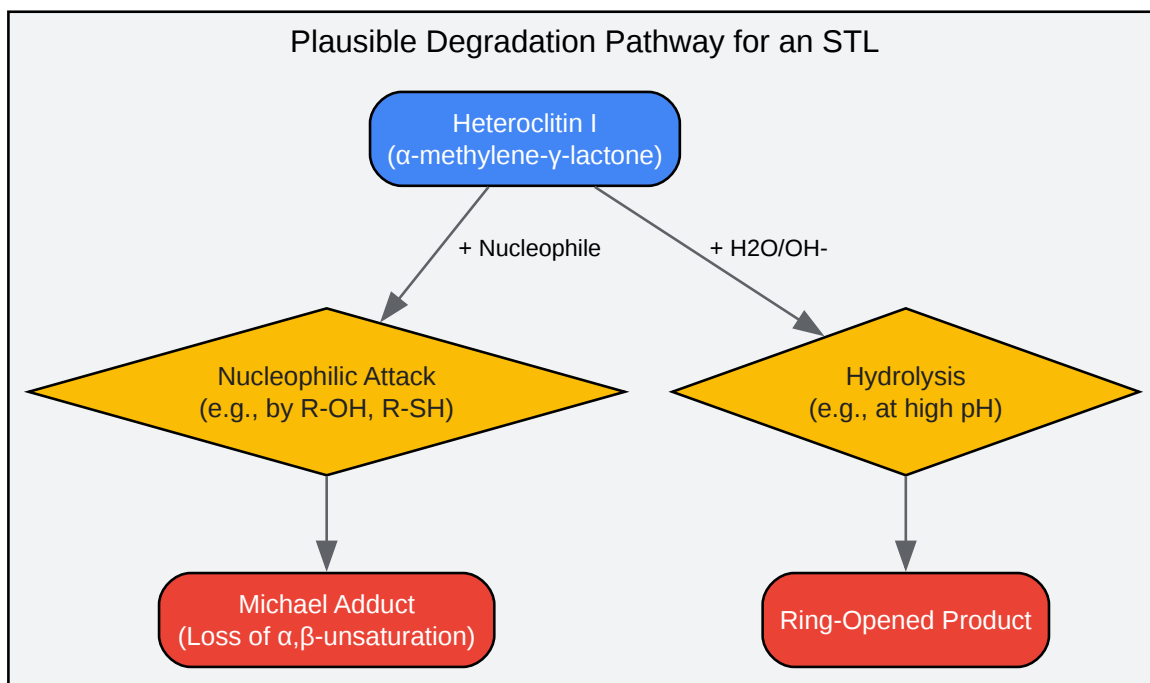 Plausible Degradation Pathway for an STL
Heteroclitin I
(α-methylene-γ-lactone)
+ Nucleophile
+ H2O/OH-
Nucleophilic Attack
(e.g., by R-OH, R-SH)
Hydrolysis
(e.g., at high pH)
Michael Adduct
(Loss of α,β-unsaturation)
Ring-Opened Product